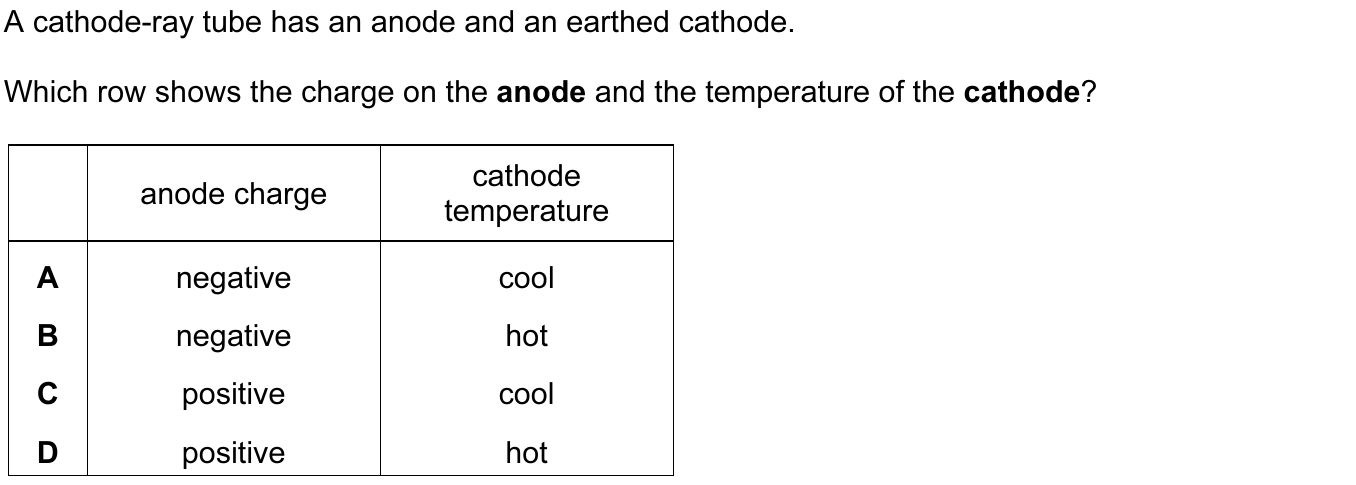 A cathode-ray tube has an anode and an earthed cathode.
Which row shows the charge on the anode and the temperature of the cathode?
anode charge cathode temperature
A negative cool
B negative hot
C positive cool
D positive hot